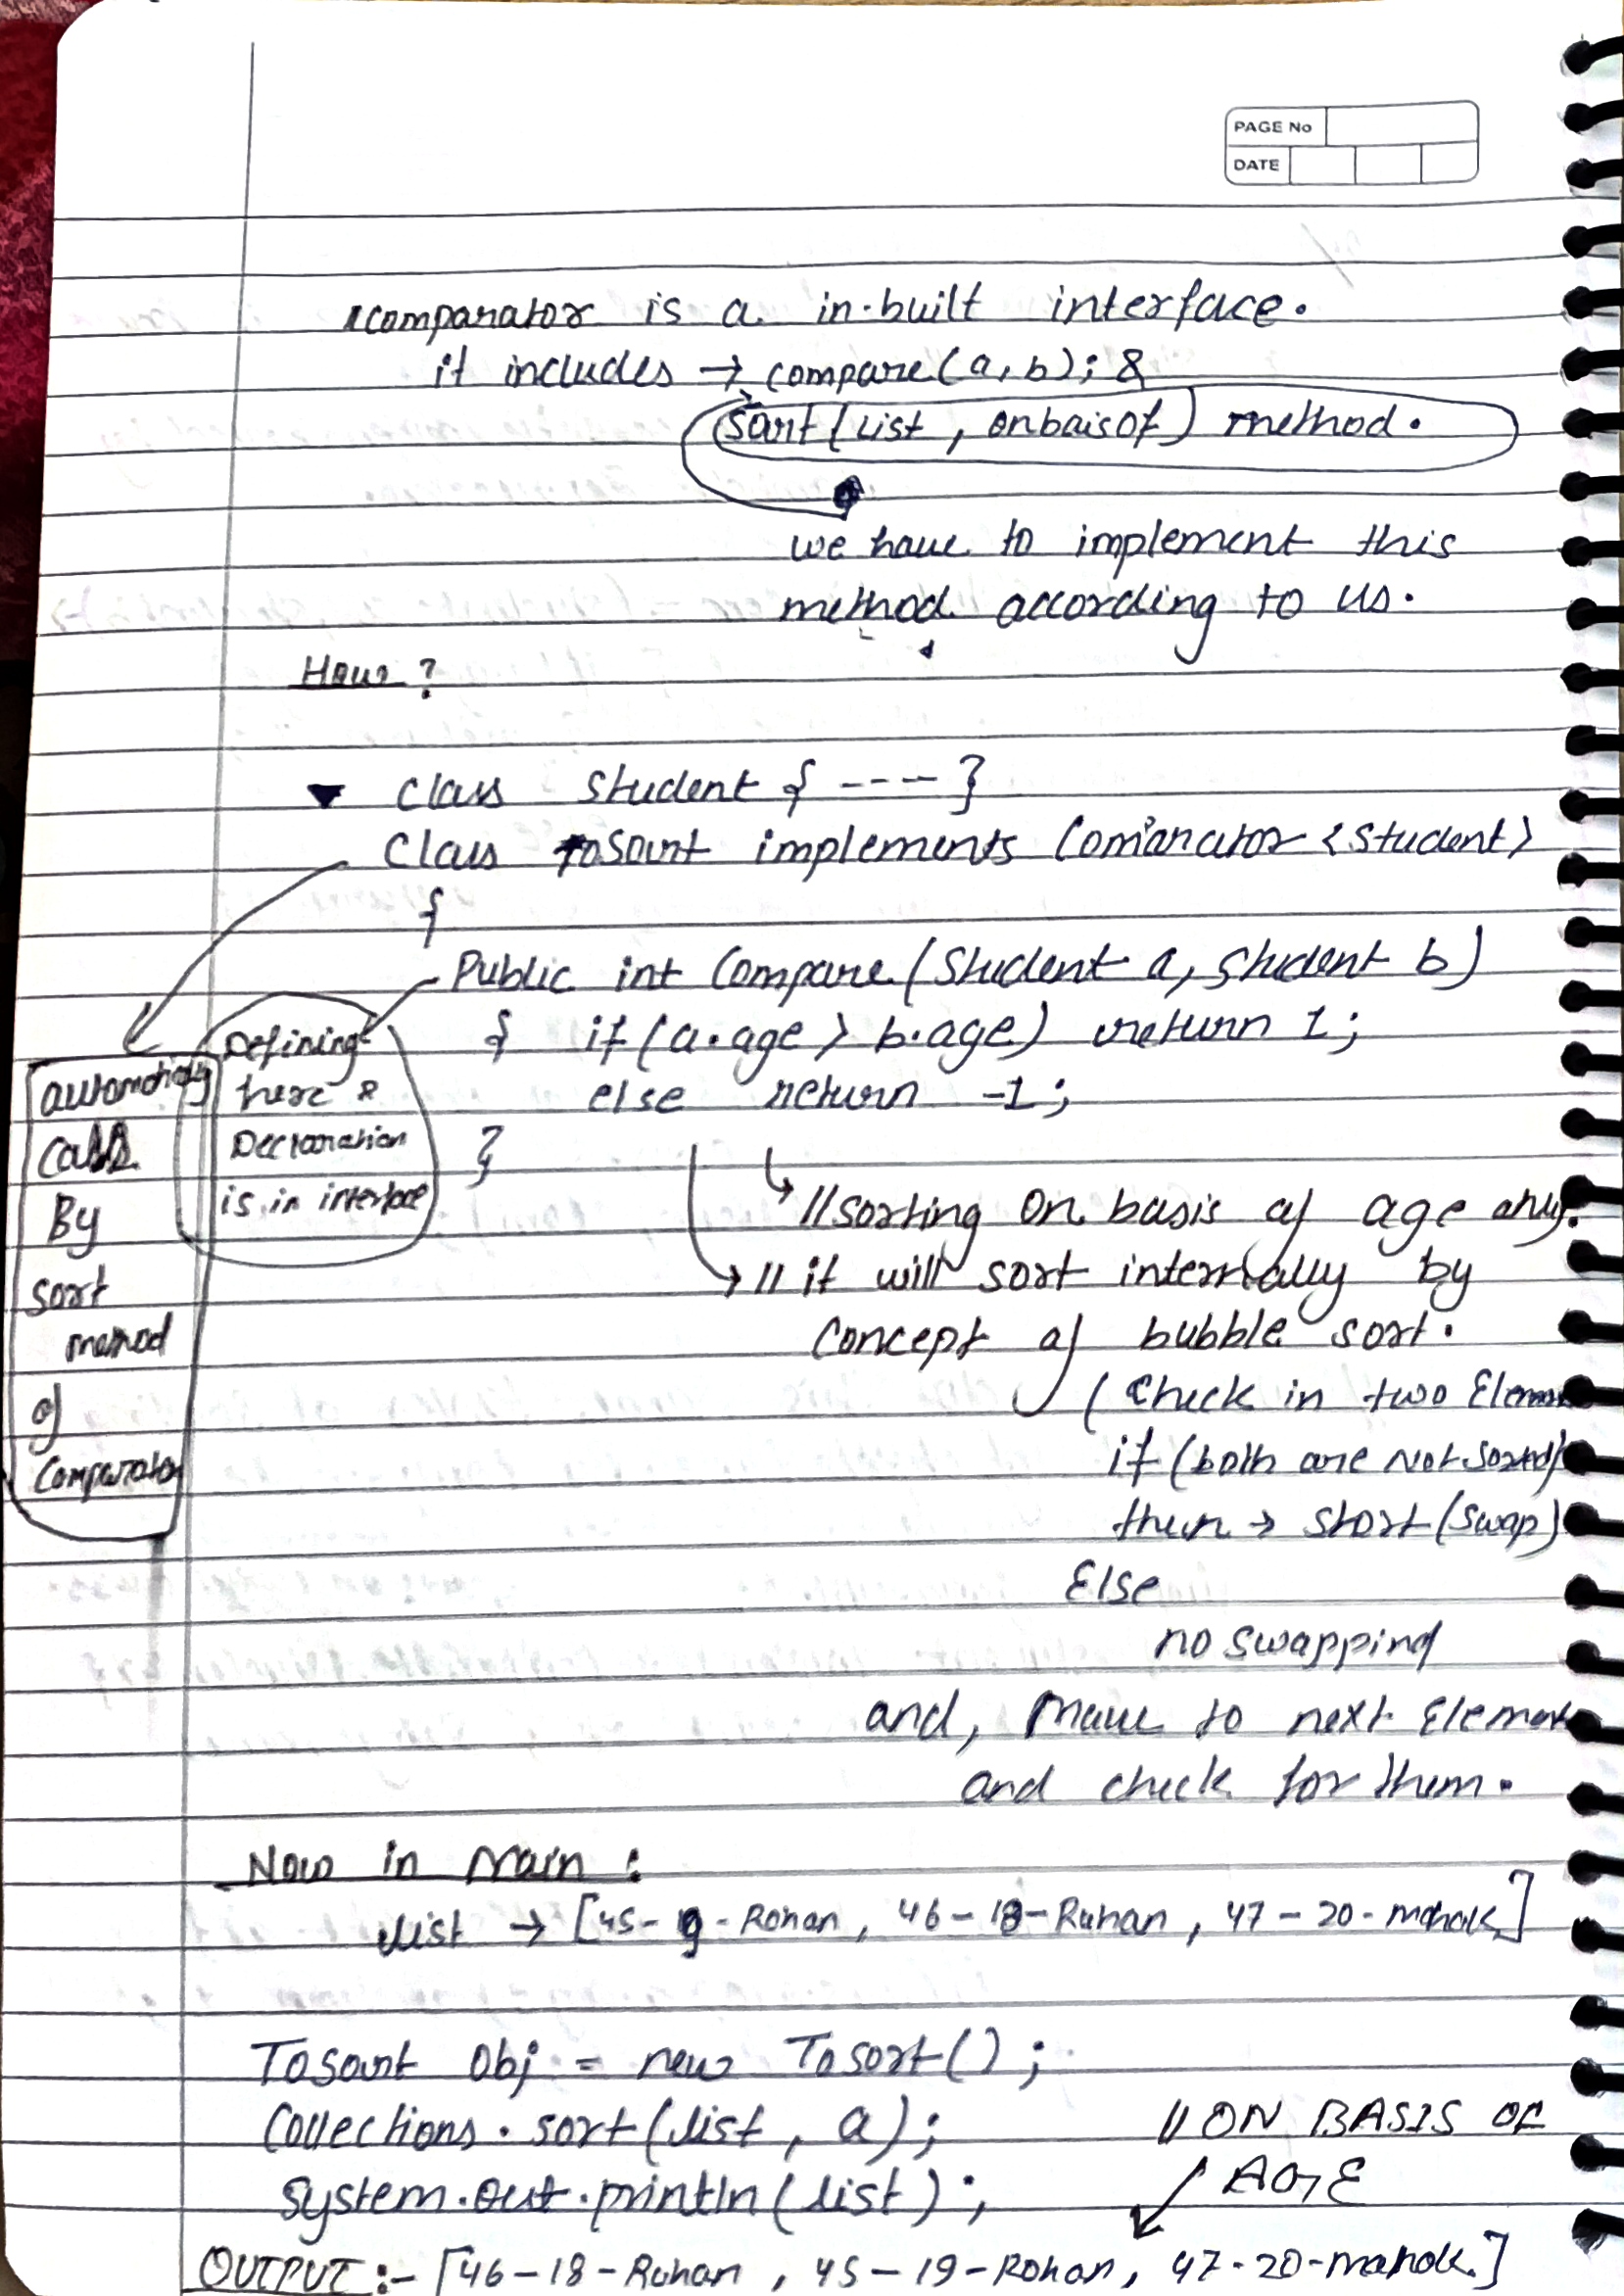 PAGE No
DATE
comparator is a in-built interface.
it includes → compare(a,b); &
sort(list, onbaisof) method.
we have to implement this
method according to us.
How?
class student { ---- }
class toSort implements Comarator <student>
{
Public int Compare(Student a, student b)
{ if (a.age > b.age) return 1;
else return -1;
}
Defining
here &
Declaration
is in interface
automatically
calls
By
sort
method
of
Comparator
//sorting on basis of age only.
// it will sort internally by
concept of bubble sort.
(check in two Elemen
if (both are Not Sorted)
then → short (swap)
Else
no swapping
and, Move to next Element
and check for them.
Now in Main :
list → [45-19-Rohan, 46-18-Ruhan, 47-20-mahak]
Tosort Obj = new Tosort();
Collections.sort(list, a);
//ON BASIS OF
AGE
System.out.println(list);
OUTPUT :- [46-18-Ruhan, 45-19-Rohan, 47-20-mahak.]